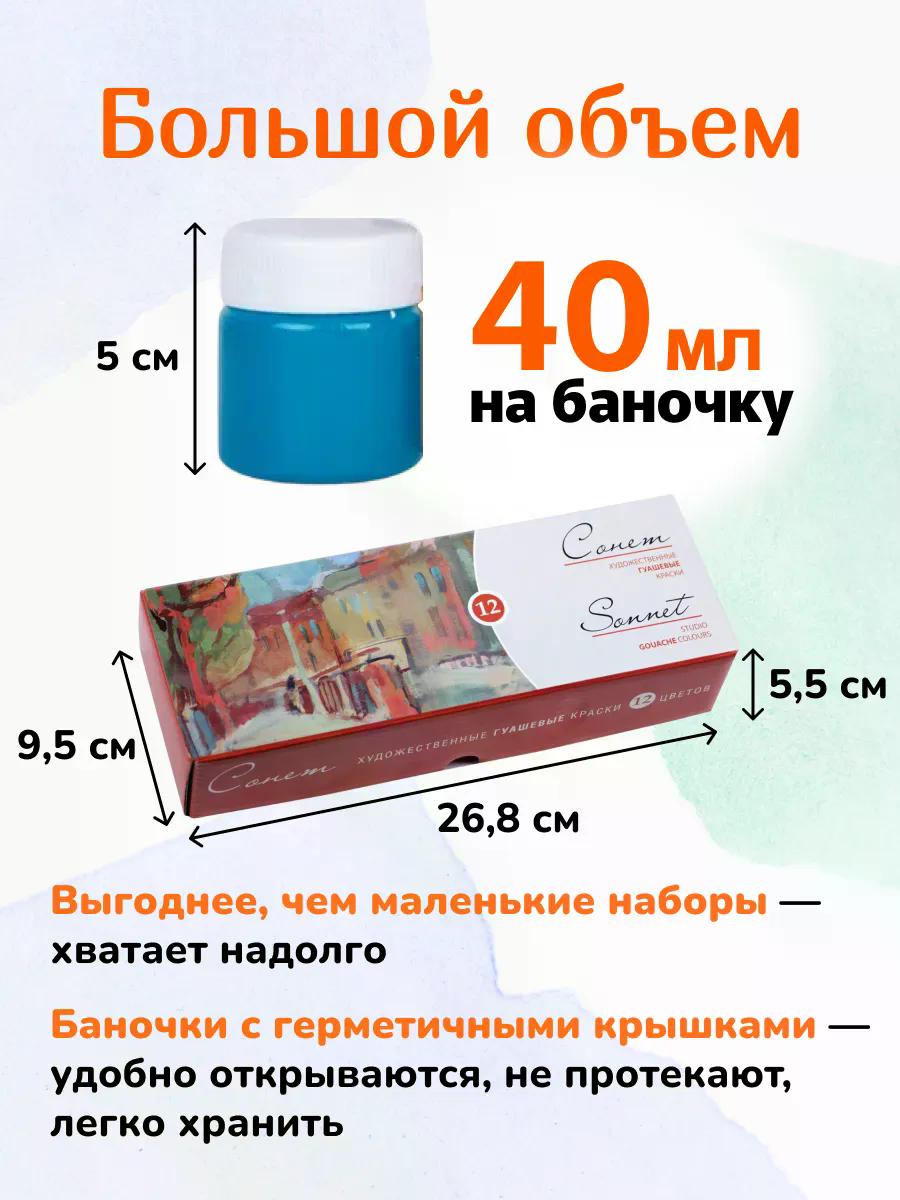 Большой объем
5 см
40 мл
на баночку
Сонет
ХУДОЖЕСТВЕННЫЕ
ГУАШЕВЫЕ
КРАСКИ
12
Sonnet
STUDIO
GOUACHE COLOURS
5,5 см
9,5 см
Сонет ХУДОЖЕСТВЕННЫЕ ГУАШЕВЫЕ КРАСКИ 12 ЦВЕТОВ
26,8 см
Выгоднее, чем маленькие наборы —
хватает надолго
Баночки с герметичными крышками —
удобно открываются, не протекают,
легко хранить